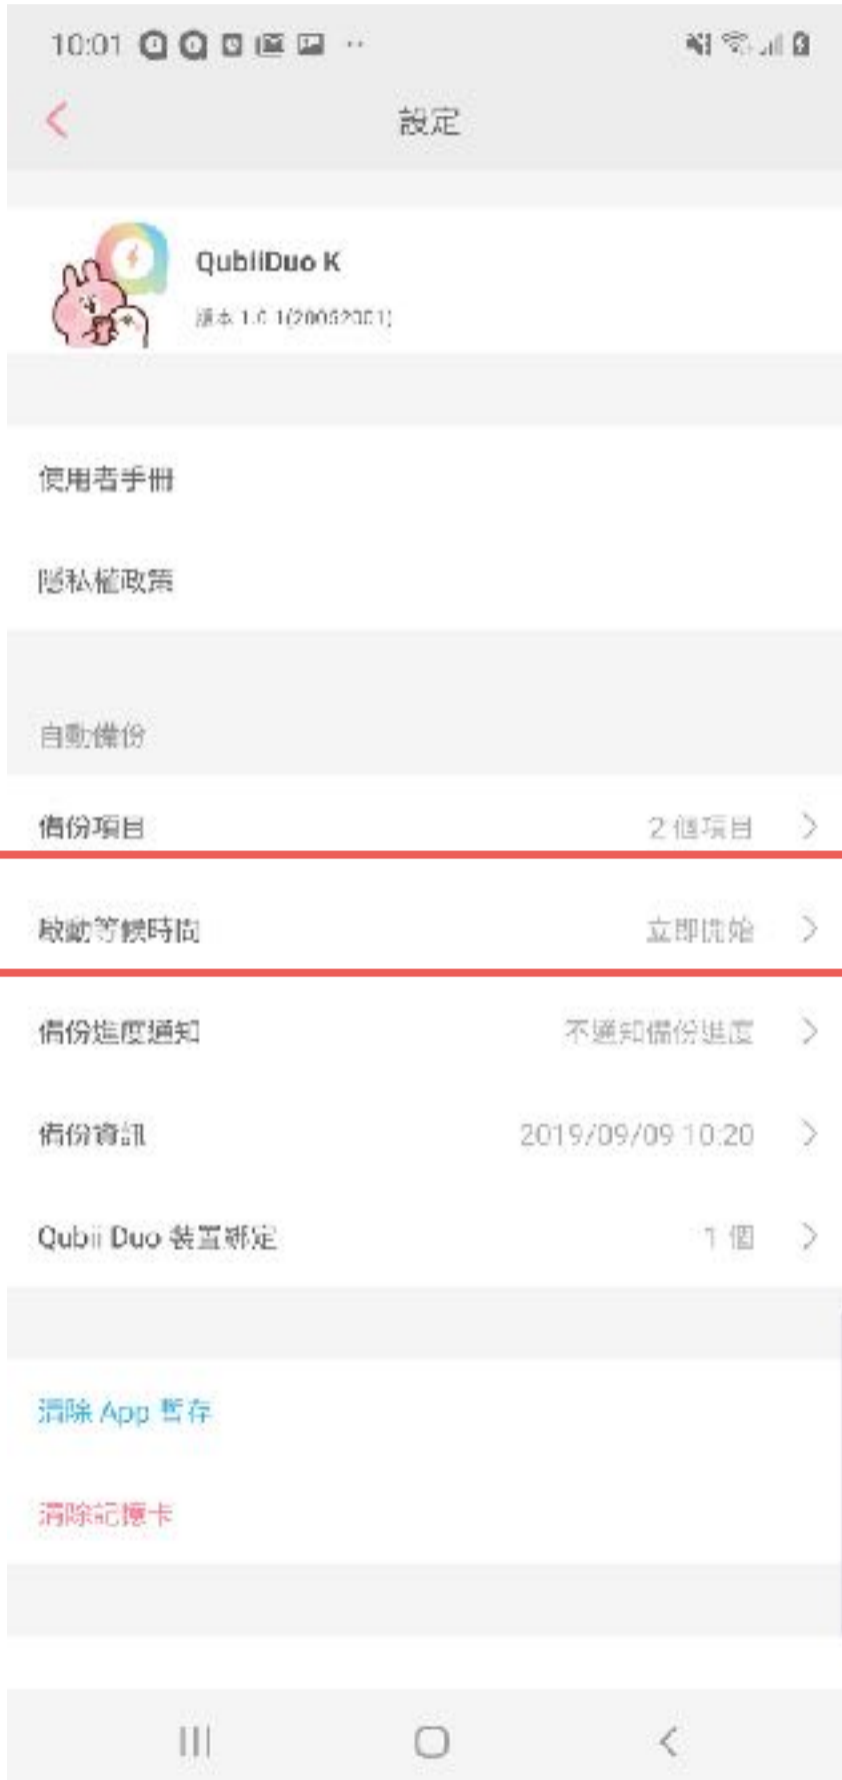 10:01
設定
QubiiDuo K
版本 1.0.1(20052001)
使用者手冊
隱私權政策
自動備份
備份項目 2 個項目
啟動等候時間 立即開始
備份進度通知 不通知備份進度
備份資訊 2019/09/09 10:20
Qubii Duo 裝置綁定 1 個
清除 App 暫存
清除記憶卡